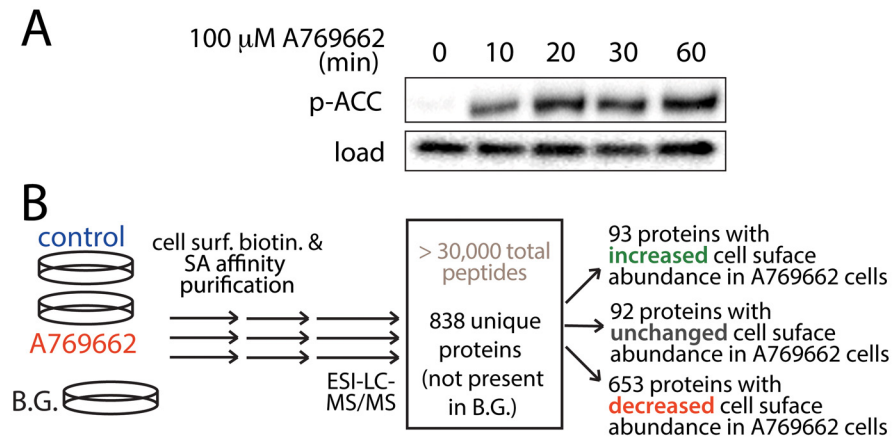 A
100 μM A769662
(min)
0 10 20 30 60
p-ACC
load
B
control
A769662
B.G.
cell surf. biotin. &
SA affinity
purification
ESI-LC-
MS/MS
> 30,000 total
peptides
838 unique
proteins
(not present
in B.G.)
93 proteins with
increased cell suface
abundance in A769662 cells
92 proteins with
unchanged cell suface
abundance in A769662 cells
653 proteins with
decreased cell suface
abundance in A769662 cells